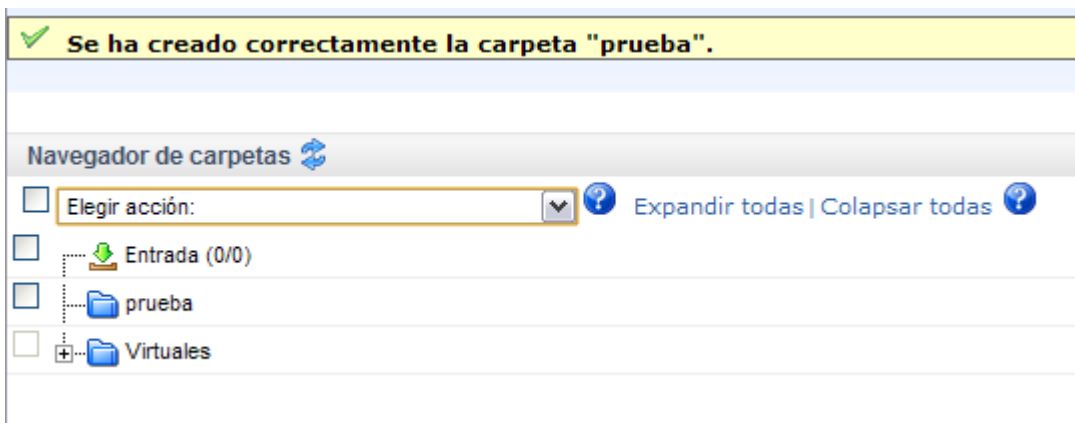 Se ha creado correctamente la carpeta "prueba".
Navegador de carpetas
Elegir acción: Expandir todas | Colapsar todas
Entrada (0/0)
prueba
Virtuales